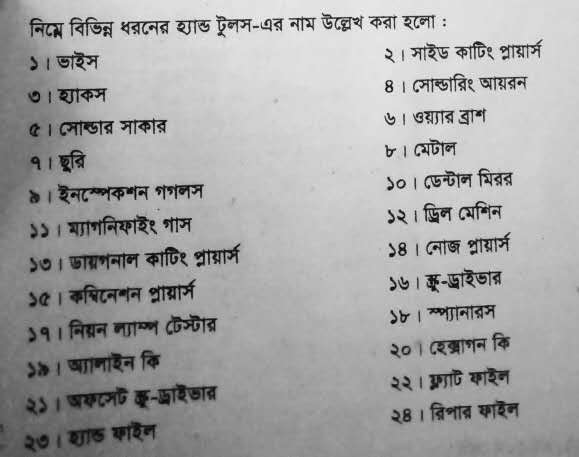 নিম্নে বিভিন্ন ধরনের হ্যান্ড টুলস-এর নাম উল্লেখ করা হলো :
১। ভাইস
২। সাইড কাটিং প্লায়ার্স
৩। হ্যাকস
৪। সোল্ডারিং আয়রন
৫। সোল্ডার সাকার
৬। ওয়্যার ব্রাশ
৭। ছুরি
৮। মেটাল
৯। ইনস্পেকশন গগলস
১০। ডেন্টাল মিরর
১১। ম্যাগনিফাইং গাস
১২। ড্রিল মেশিন
১৩। ডায়াগনাল কাটিং প্লায়ার্স
১৪। নোজ প্লায়ার্স
১৫। কম্বিনেশন প্লায়ার্স
১৬। স্ক্রু-ড্রাইভার
১৭। নিয়ন ল্যাম্প টেস্টার
১৮। স্প্যানারস
১৯। অ্যালাইন কি
২০। হেক্সাগন কি
২১। অফসেট স্ক্রু-ড্রাইভার
২২। ফ্ল্যাট ফাইল
২৩। হ্যান্ড ফাইল
২৪। রিপার ফাইল